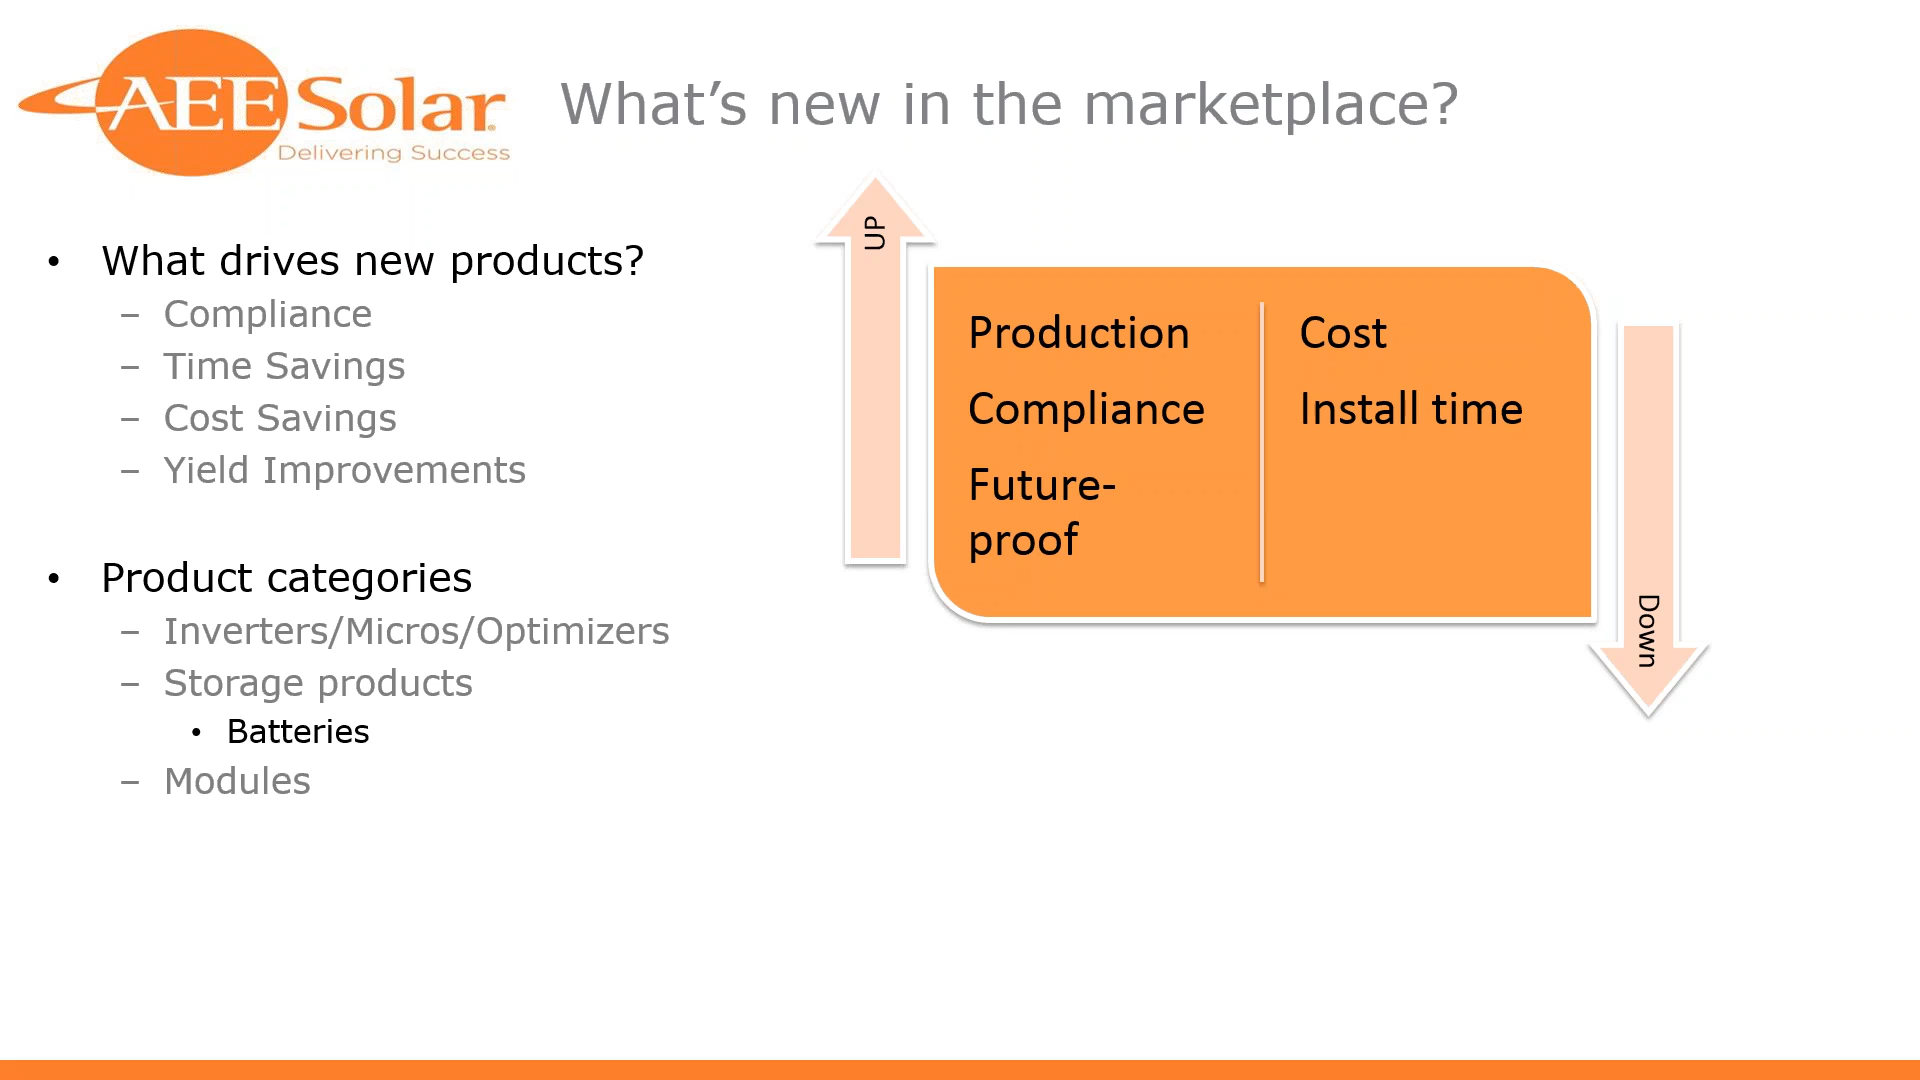 AEE Solar®
Delivering Success
What’s new in the marketplace?
• What drives new products?
– Compliance
– Time Savings
– Cost Savings
– Yield Improvements
• Product categories
– Inverters/Micros/Optimizers
– Storage products
• Batteries
– Modules
UP
Production
Compliance
Future-
proof
Cost
Install time
Down